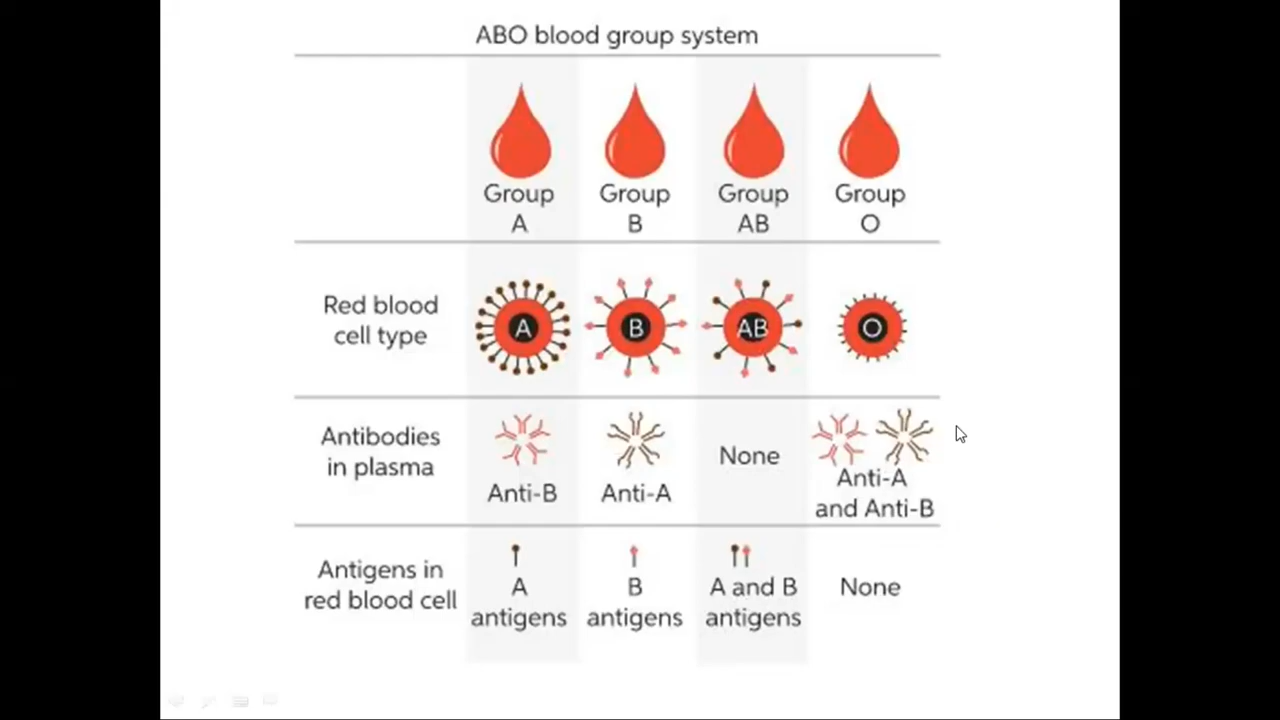 ABO blood group system
Group
A
Group
B
Group
AB
Group
O
Red blood
cell type
A
B
AB
O
Antibodies
in plasma
Anti-B
Anti-A
None
Anti-A
and Anti-B
Antigens in
red blood cell
A
antigens
B
antigens
A and B
antigens
None